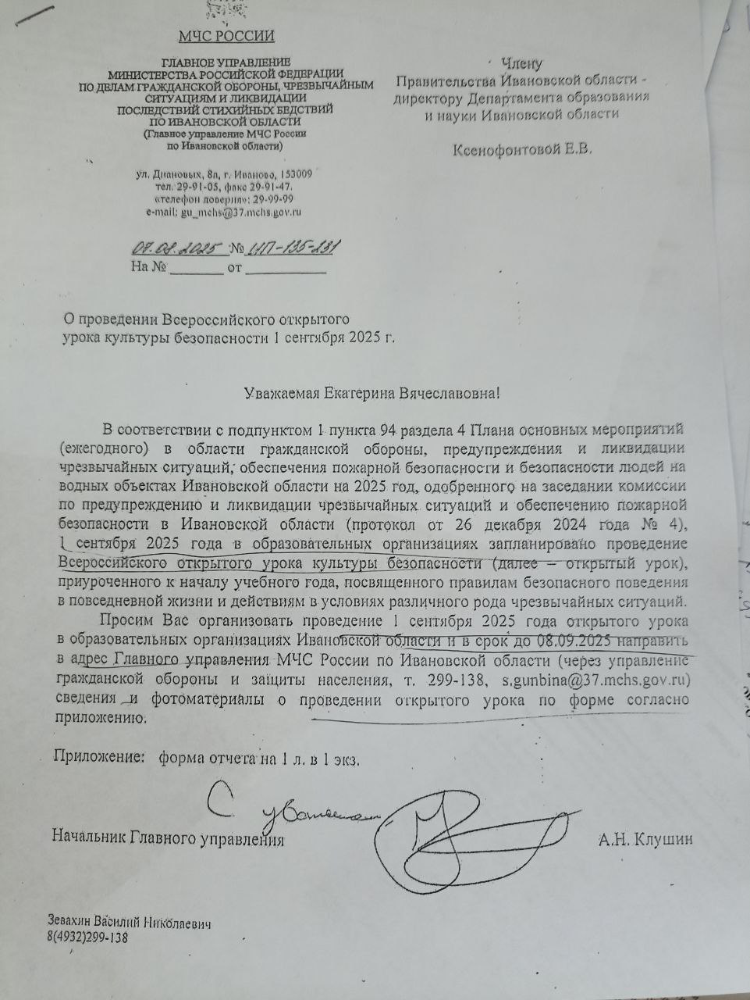 МЧС РОССИИ
ГЛАВНОЕ УПРАВЛЕНИЕ
МИНИСТЕРСТВА РОССИЙСКОЙ ФЕДЕРАЦИИ
ПО ДЕЛАМ ГРАЖДАНСКОЙ ОБОРОНЫ, ЧРЕЗВЫЧАЙНЫМ
СИТУАЦИЯМ И ЛИКВИДАЦИИ
ПОСЛЕДСТВИЙ СТИХИЙНЫХ БЕДСТВИЙ
ПО ИВАНОВСКОЙ ОБЛАСТИ
(Главное управление МЧС России
по Ивановской области)
ул. Диановых, 8а, г. Иваново, 153009
тел. 29-91-05, факс 29-91-47.
«телефон доверия»: 29-99-99
e-mail: gu_mchs@37.mchs.gov.ru
07.08.2025 № ИП-135-231
На № ________ от ___________
Члену
Правительства Ивановской области -
директору Департамента образования
и науки Ивановской области
Ксенофонтовой Е.В.
О проведении Всероссийского открытого
урока культуры безопасности 1 сентября 2025 г.
Уважаемая Екатерина Вячеславовна!
В соответствии с подпунктом 1 пункта 94 раздела 4 Плана основных мероприятий
(ежегодного) в области гражданской обороны, предупреждения и ликвидации
чрезвычайных ситуаций, обеспечения пожарной безопасности и безопасности людей на
водных объектах Ивановской области на 2025 год, одобренного на заседании комиссии
по предупреждению и ликвидации чрезвычайных ситуаций и обеспечению пожарной
безопасности в Ивановской области (протокол от 26 декабря 2024 года № 4),
1 сентября 2025 года в образовательных организациях запланировано проведение
Всероссийского открытого урока культуры безопасности (далее – открытый урок),
приуроченного к началу учебного года, посвященного правилам безопасного поведения
в повседневной жизни и действиям в условиях различного рода чрезвычайных ситуаций.
Просим Вас организовать проведение 1 сентября 2025 года открытого урока
в образовательных организациях Ивановской области и в срок до 08.09.2025 направить
в адрес Главного управления МЧС России по Ивановской области (через управление
гражданской обороны и защиты населения, т. 299-138, s.gunbina@37.mchs.gov.ru)
сведения и фотоматериалы о проведении открытого урока по форме согласно
приложению.
Приложение: форма отчета на 1 л. в 1 экз.
С уважением
Начальник Главного управления
А.Н. Клушин
Зевахин Василий Николаевич
8(4932)299-138